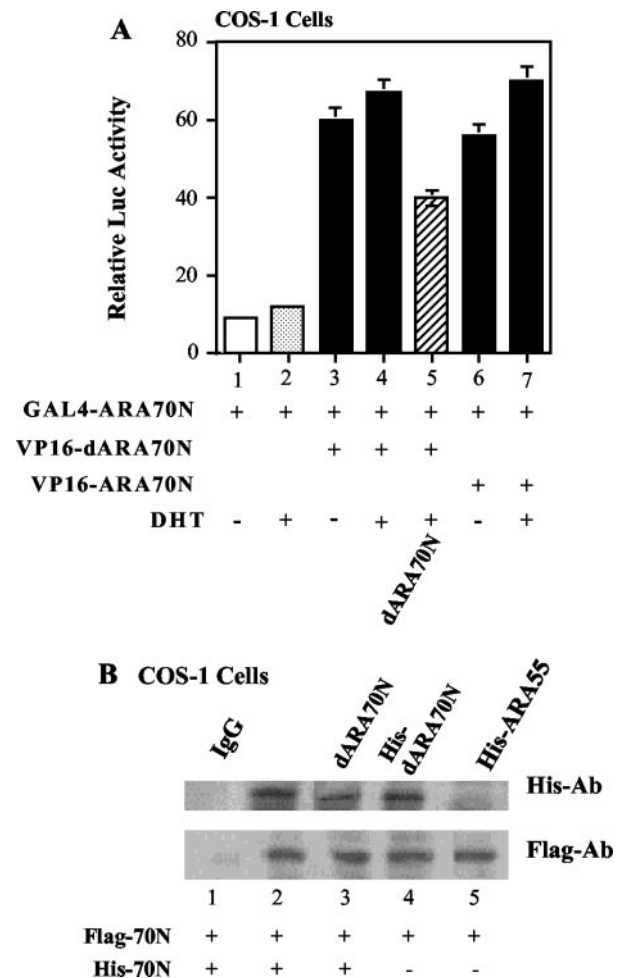 COS-1 Cells
A
80
60
40
20
0
Relative Luc Activity
1 2 3 4 5 6 7
GAL4-ARA70N + + + + + + +
VP16-dARA70N + + +
VP16-ARA70N + +
DHT - + - + + - +
dARA70N
B COS-1 Cells
IgG
dARA70N
His-
dARA70N
His-ARA55
His-Ab
Flag-Ab
1 2 3 4 5
Flag-70N + + + + +
His-70N + + + - -